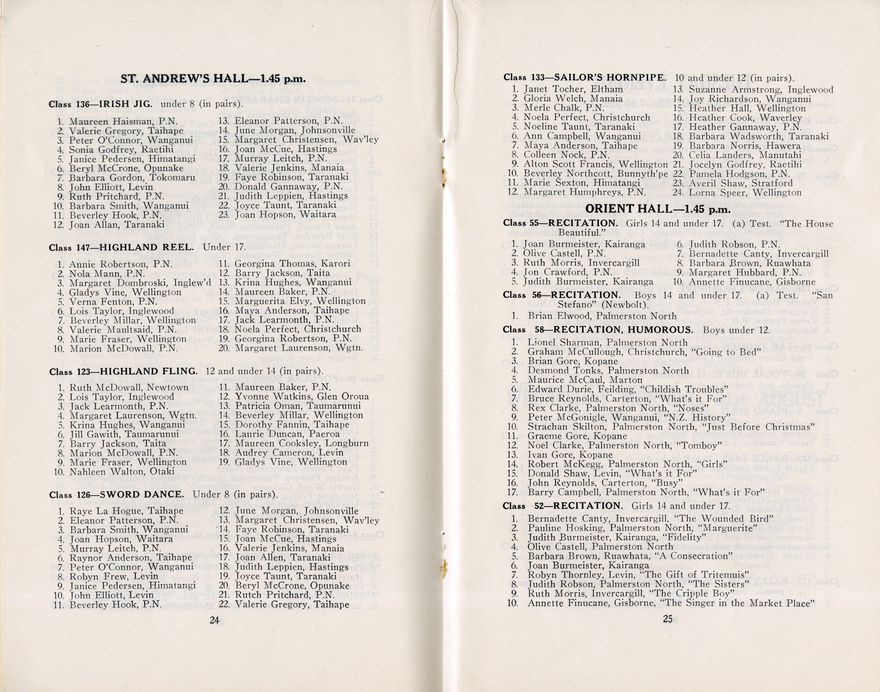 ST. ANDREW'S HALL—1.45 p.m.
Class 136—IRISH JIG. under 8 (in pairs).
1. Maureen Haisman, P.N.
2. Valerie Gregory, Taihape
3. Peter O'Connor, Wanganui
4. Sonia Godfrey, Raetihi
5. Janice Pedersen, Himatangi
6. Beryl McCrone, Opunake
7. Barbara Gordon, Tokomaru
8. John Elliott, Levin
9. Ruth Pritchard, P.N.
10. Barbara Smith, Wanganui
11. Beverley Hook, P.N.
12. Joan Allan, Taranaki
13. Eleanor Patterson, P.N.
14. June Morgan, Johnsonville
15. Margaret Christensen, Wav'ley
16. Joan McCue, Hastings
17. Murray Leitch, P.N.
18. Valerie Jenkins, Manaia
19. Faye Robinson, Taranaki
20. Donald Gannaway, P.N.
21. Judith Leppien, Hastings
22. Joyce Taunt, Taranaki
23. Joan Hopson, Waitara
Class 147—HIGHLAND REEL. Under 17.
1. Annie Robertson, P.N.
2. Nola Mann, P.N.
3. Margaret Dombroski, Inglew'd
4. Gladys Vine, Wellington
5. Verna Fenton, P.N.
6. Lois Taylor, Inglewood
7. Beverley Millar, Wellington
8. Valerie Maultsaid, P.N.
9. Marie Fraser, Wellington
10. Marion McDowall, P.N.
11. Georgina Thomas, Karori
12. Barry Jackson, Taita
13. Krina Hughes, Wanganui
14. Maureen Baker, P.N.
15. Marguerita Elvy, Wellington
16. Maya Anderson, Taihape
17. Jack Learmonth, P.N.
18. Noela Perfect, Christchurch
19. Georgina Robertson, P.N.
20. Margaret Laurenson, Wgtn.
Class 123—HIGHLAND FLING. 12 and under 14 (in pairs).
1. Ruth McDowall, Newtown
2. Lois Taylor, Inglewood
3. Jack Learmonth, P.N.
4. Margaret Laurenson, Wgtn.
5. Krina Hughes, Wanganui
6. Jill Gawith, Taumarunui
7. Barry Jackson, Taita
8. Marion McDowall, P.N.
9. Marie Fraser, Wellington
10. Nahleen Walton, Otaki
11. Maureen Baker, P.N.
12. Yvonne Watkins, Glen Oroua
13. Patricia Oman, Taumarunui
14. Beverley Millar, Wellington
15. Dorothy Fannin, Taihape
16. Laurie Duncan, Paeroa
17. Maureen Cooksley, Longburn
18. Audrey Cameron, Levin
19. Gladys Vine, Wellington
Class 126—SWORD DANCE. Under 8 (in pairs).
1. Raye La Hogue, Taihape
2. Eleanor Patterson, P.N.
3. Barbara Smith, Wanganui
4. Joan Hopson, Waitara
5. Murray Leitch, P.N.
6. Raynor Anderson, Taihape
7. Peter O'Connor, Wanganui
8. Robyn Frew, Levin
9. Janice Pedersen, Himatangi
10. John Elliott, Levin
11. Beverley Hook, P.N.
12. June Morgan, Johnsonville
13. Margaret Christensen, Wav'ley
14. Faye Robinson, Taranaki
15. Joan McCue, Hastings
16. Valerie Jenkins, Manaia
17. Joan Allen, Taranaki
18. Judith Leppien, Hastings
19. Joyce Taunt, Taranaki
20. Beryl McCrone, Opunake
21. Rutch Pritchard, P.N.
22. Valerie Gregory, Taihape
24
Class 133—SAILOR'S HORNPIPE. 10 and under 12 (in pairs).
1. Janet Tocher, Eltham
2. Gloria Welch, Manaia
3. Merle Chalk, P.N.
4. Noela Perfect, Christchurch
5. Noeline Taunt, Taranaki
6. Ann Campbell, Wanganui
7. Maya Anderson, Taihape
8. Colleen Nock, P.N.
9. Alton Scott Francis, Wellington
10. Beverley Northcott, Bunnyth'pe
11. Marie Sexton, Himatangi
12. Margaret Humphreys, P.N.
13. Suzanne Armstrong, Inglewood
14. Joy Richardson, Wanganui
15. Heather Hall, Wellington
16. Heather Cook, Waverley
17. Heather Gannaway, P.N.
18. Barbara Wadsworth, Taranaki
19. Barbara Norris, Hawera
20. Celia Landers, Manutahi
21. Jocelyn Godfrey, Raetihi
22. Pamela Hodgson, P.N.
23. Averil Shaw, Stratford
24. Lorna Speer, Wellington
ORIENT HALL—1.45 p.m.
Class 55—RECITATION. Girls 14 and under 17. (a) Test. "The House
Beautiful."
1. Joan Burmeister, Kairanga
2. Olive Castell, P.N.
3. Ruth Morris, Invercargill
4. Jon Crawford, P.N.
5. Judith Burmeister, Kairanga
6. Judith Robson, P.N.
7. Bernadette Canty, Invercargill
8. Barbara Brown, Ruawhata
9. Margaret Hubbard, P.N.
10. Annette Finucane, Gisborne
Class 56—RECITATION. Boys 14 and under 17. (a) Test. "San
Stefano" (Newbolt).
1. Brian Elwood, Palmerston North
Class 58—RECITATION, HUMOROUS. Boys under 12.
1. Lionel Sharman, Palmerston North
2. Graham McCullough, Christchurch, "Going to Bed"
3. Brian Gore, Kopane
4. Desmond Tonks, Palmerston North
5. Maurice McCaul, Marton
6. Edward Durie, Feilding, "Childish Troubles"
7. Bruce Reynolds, Carterton, "What's it For"
8. Rex Clarke, Palmerston North, "Noses"
9. Peter McGonigle, Wanganui, "N.Z. History"
10. Strachan Skilton, Palmerston North, "Just Before Christmas"
11. Graeme Gore, Kopane
12. Noel Clarke, Palmerston North, "Tomboy"
13. Ivan Gore, Kopane
14. Robert McKegg, Palmerston North, "Girls"
15. Donald Shaw, Levin, "What's it For"
16. John Reynolds, Carterton, "Busy"
17. Barry Campbell, Palmerston North, "What's it For"
Class 52—RECITATION. Girls 14 and under 17.
1. Bernadette Canty, Invercargill, "The Wounded Bird"
2. Pauline Hosking, Palmerston North, "Marguerite"
3. Judith Burmeister, Kairanga, "Fidelity"
4. Olive Castell, Palmerston North
5. Barbara Brown, Ruawhata, "A Consecration"
6. Joan Burmeister, Kairanga
7. Robyn Thornley, Levin, "The Gift of Tritemuis"
8. Judith Robson, Palmerston North, "The Sisters"
9. Ruth Morris, Invercargill, "The Cripple Boy"
10. Annette Finucane, Gisborne, "The Singer in the Market Place"
25